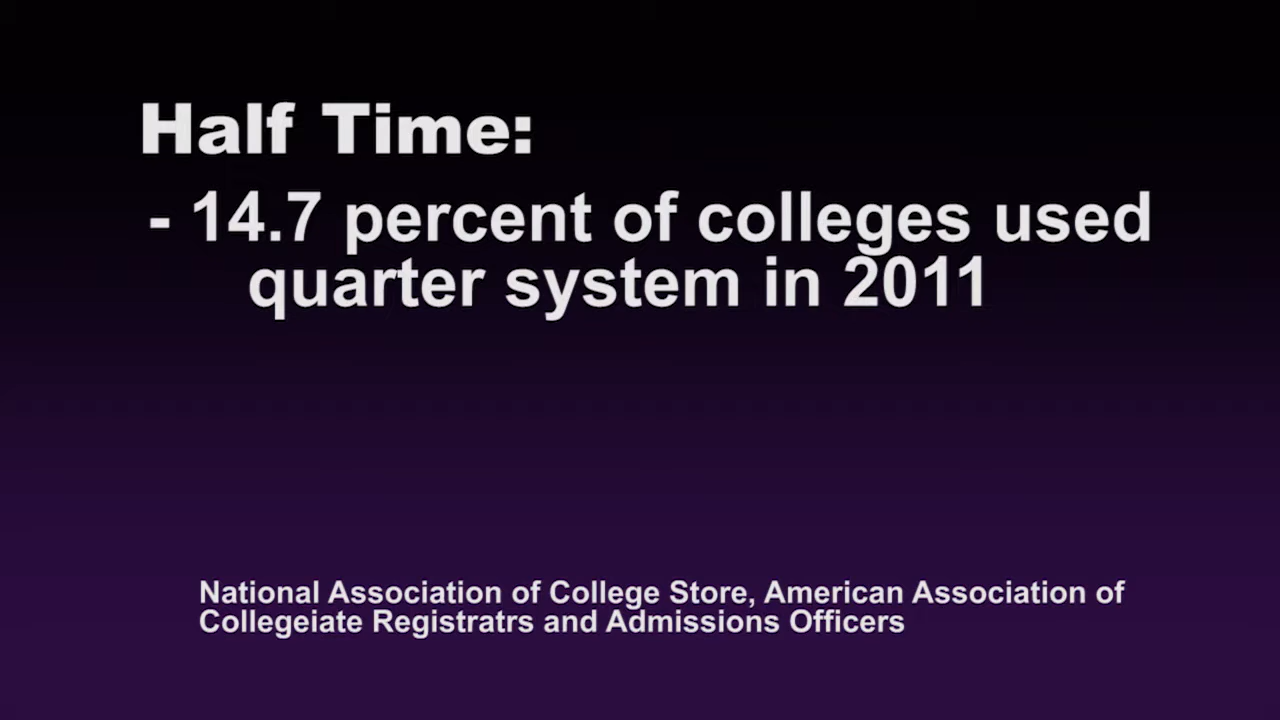 Half Time:
- 14.7 percent of colleges used
quarter system in 2011
National Association of College Store, American Association of
Collegeiate Registratrs and Admissions Officers